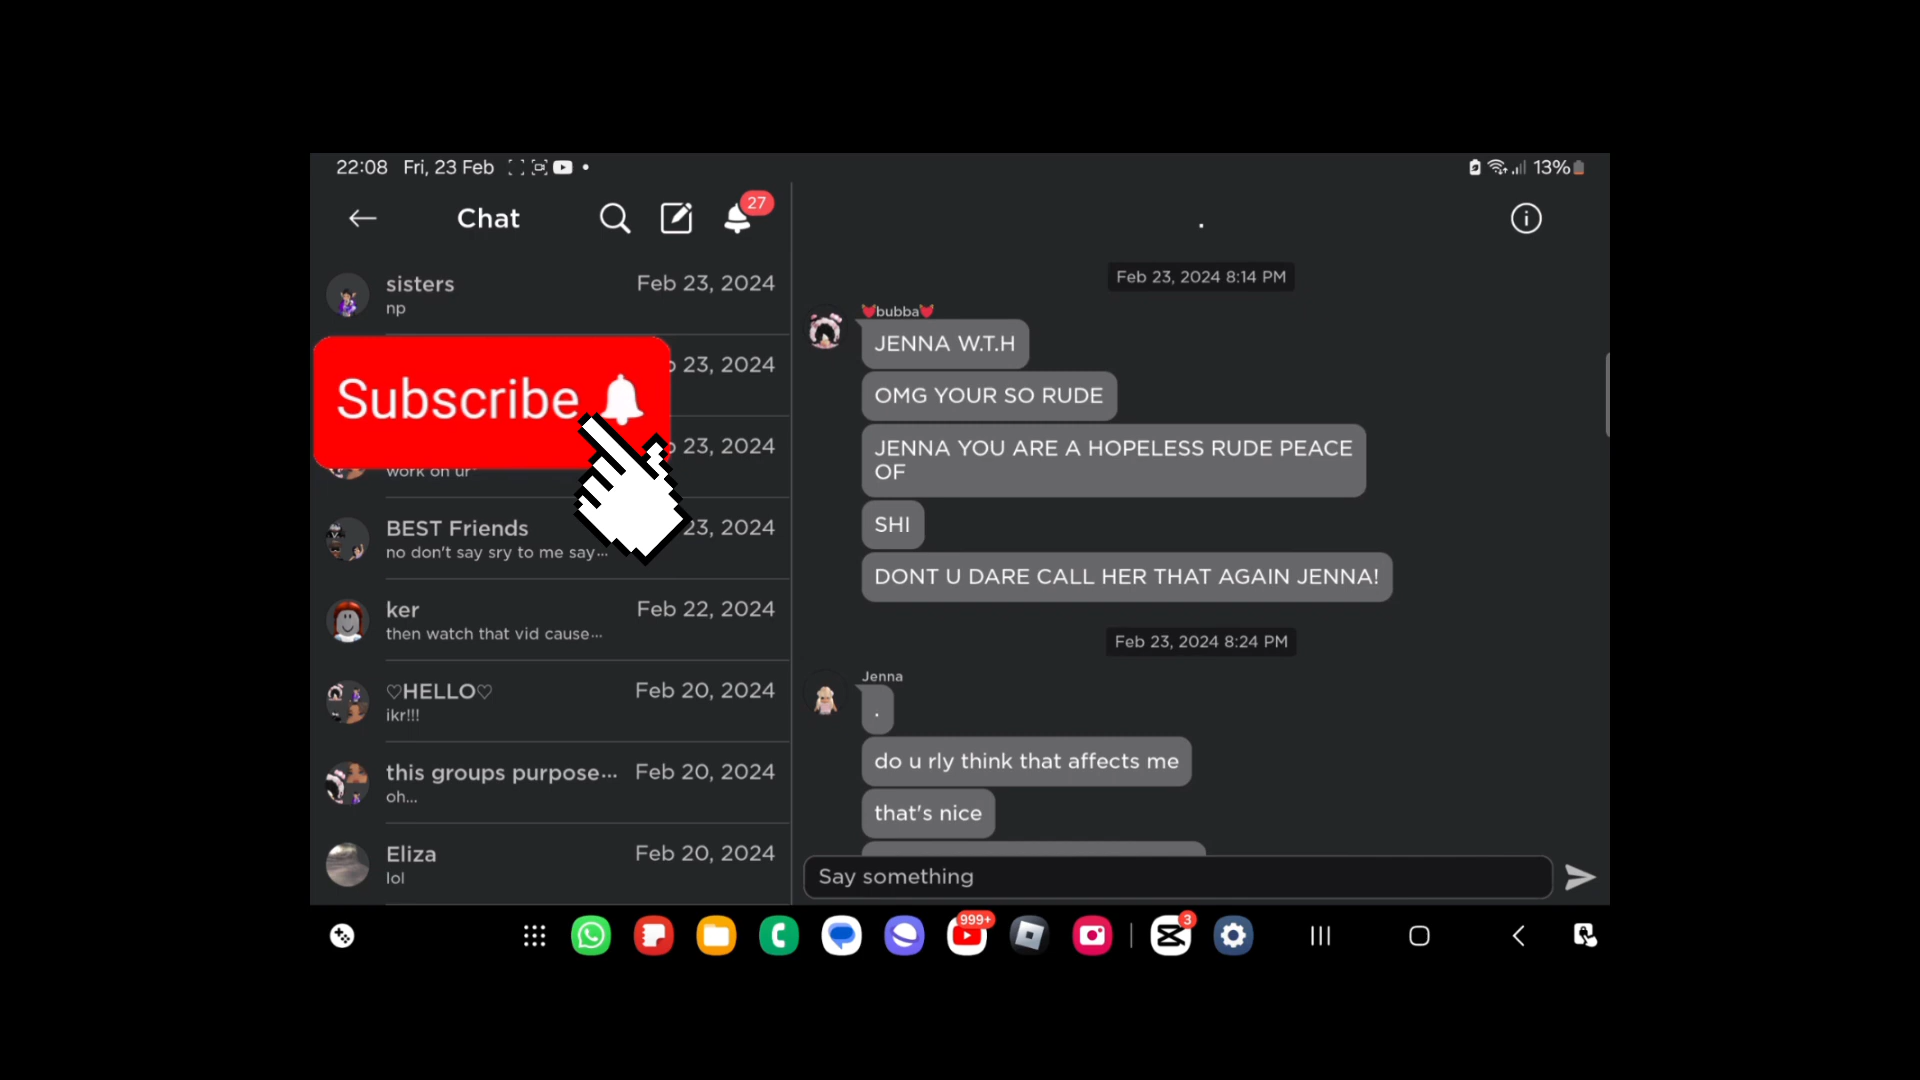 22:08 Fri, 23 Feb
13%
Chat
27
.
sisters
Feb 23, 2024
np
Subscribe
23, 2024
23, 2024
work on ur
BEST Friends
23, 2024
no don't say sry to me say...
ker
Feb 22, 2024
then watch that vid cause...
♡HELLO♡
Feb 20, 2024
ikr!!!
this groups purpose...
Feb 20, 2024
oh...
Eliza
Feb 20, 2024
lol
Feb 23, 2024 8:14 PM
bubba
JENNA W.T.H
OMG YOUR SO RUDE
JENNA YOU ARE A HOPELESS RUDE PEACE
OF
SHI
DONT U DARE CALL HER THAT AGAIN JENNA!
Feb 23, 2024 8:24 PM
Jenna
.
do u rly think that affects me
that's nice
Say something
999+
3